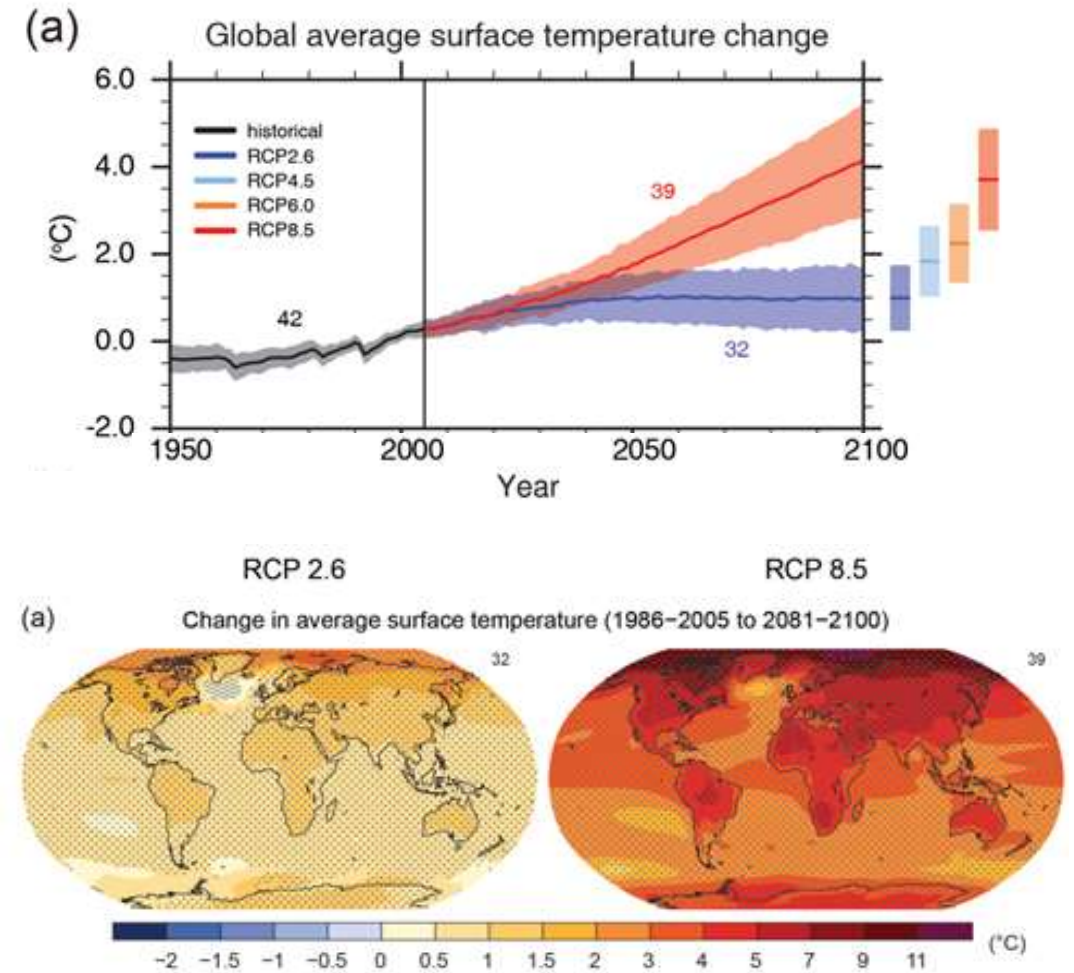 (a)
Global average surface temperature change
6.0
4.0
2.0
0.0
-2.0
(°C)
historical
RCP2.6
RCP4.5
RCP6.0
RCP8.5
39
42
32
1950 2000 2050 2100
Year
RCP 2.6 RCP 8.5
(a) Change in average surface temperature (1986−2005 to 2081−2100)
32 39
−2 −1.5 −1 −0.5 0 0.5 1 1.5 2 3 4 5 7 9 11 (°C)